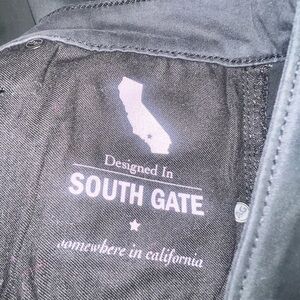 Designed In
SOUTH GATE
somewhere in california